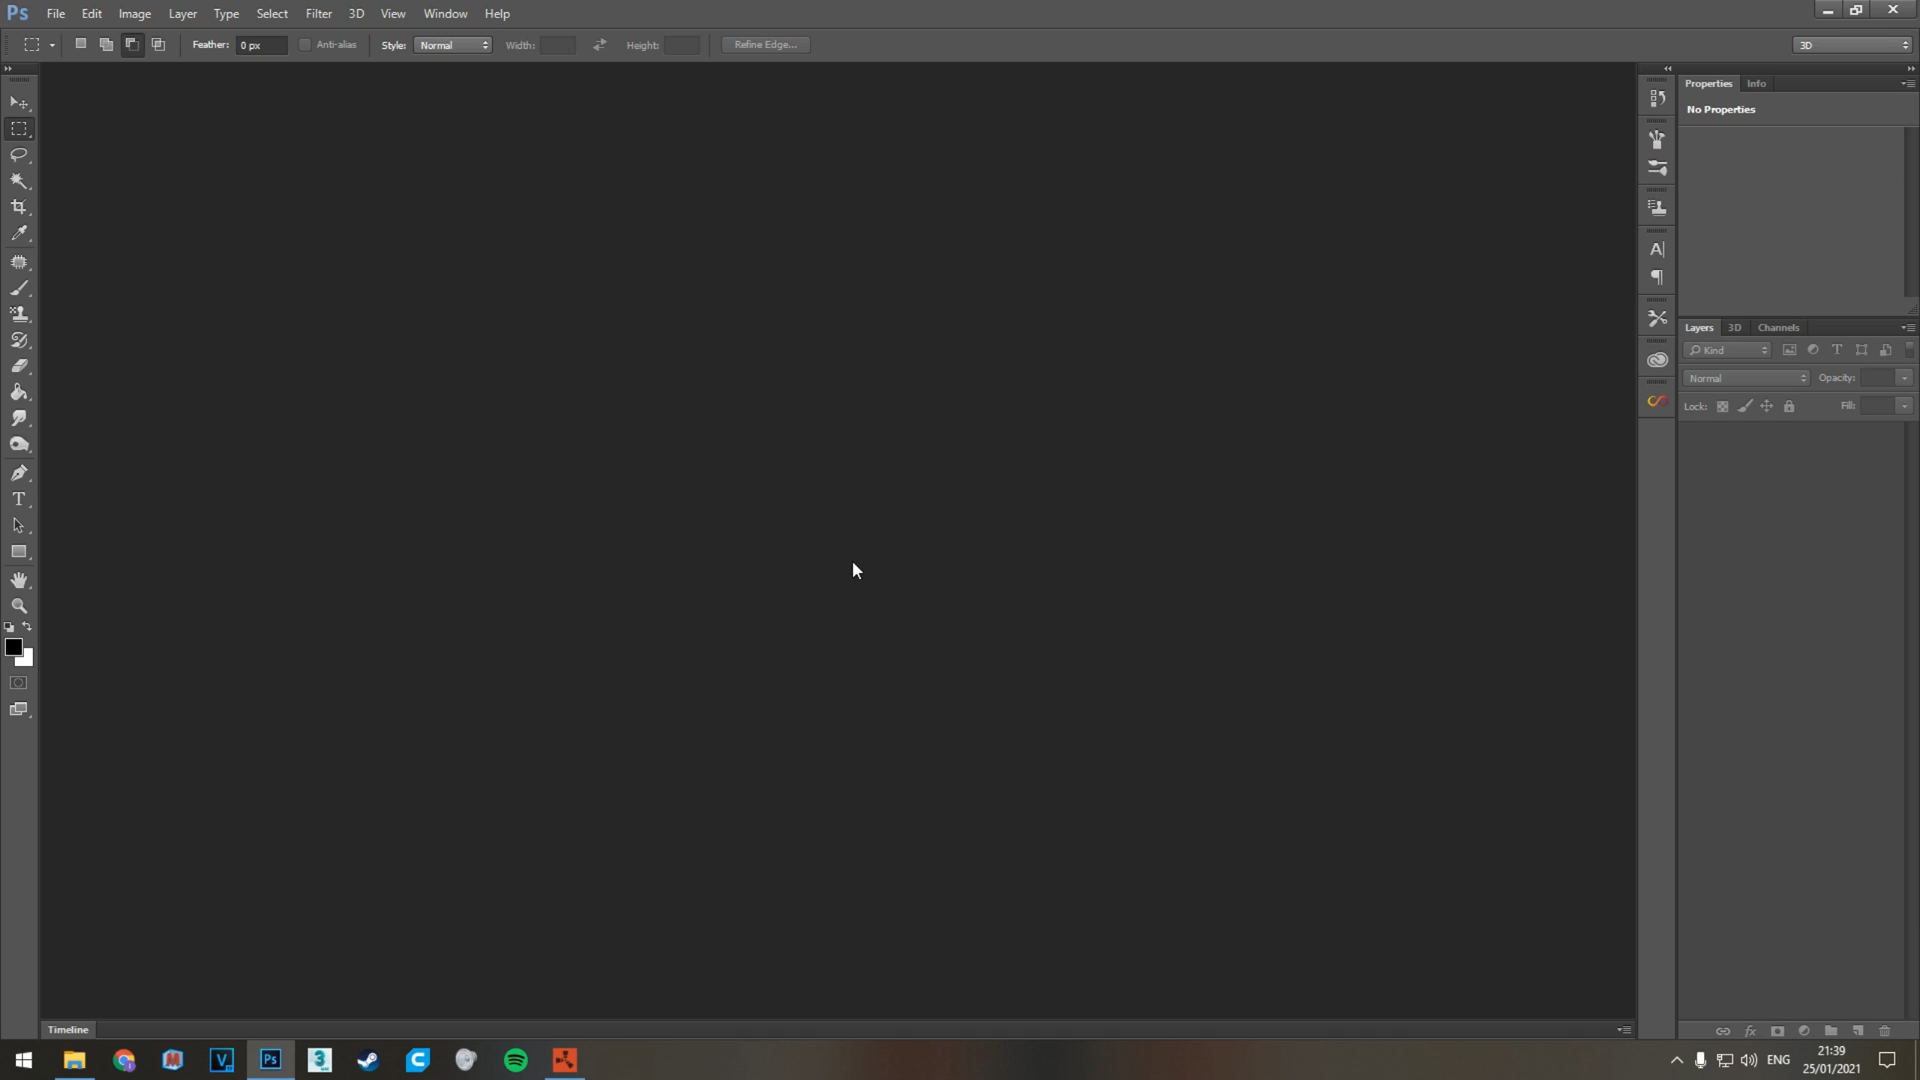 Ps File Edit Image Layer Type Select Filter 3D View Window Help
Feather: 0 px Anti-alias Style: Normal Width: Height: Refine Edge... 3D
Properties Info
No Properties
Layers 3D Channels
Kind
Normal Opacity:
Lock: Fill:
Timeline
Ps
ENG
21:39
25/01/2021